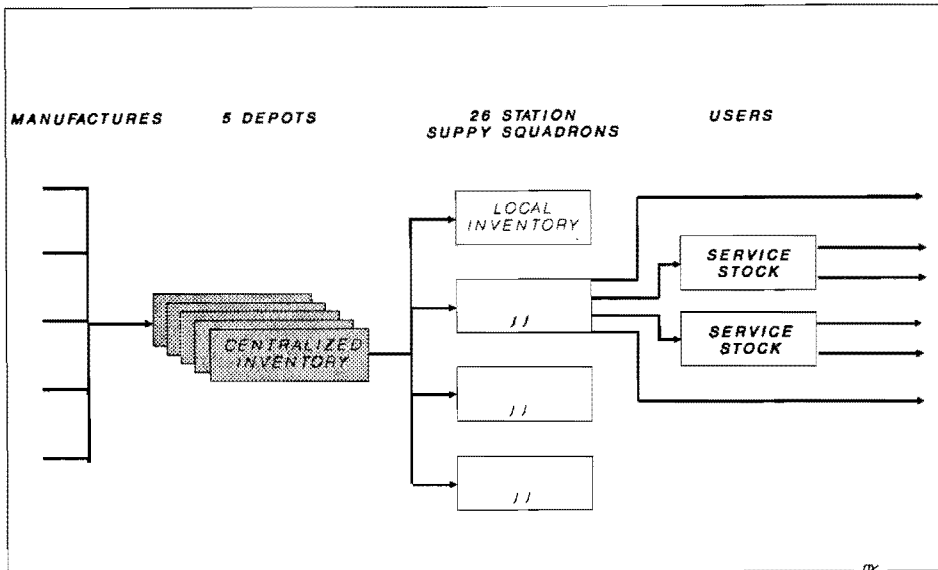 MANUFACTURES
5 DEPOTS
26 STATION
SUPPY SQUADRONS
USERS
LOCAL
INVENTORY
SERVICE
STOCK
,,
SERVICE
STOCK
CENTRALIZED
INVENTORY
,,
,,